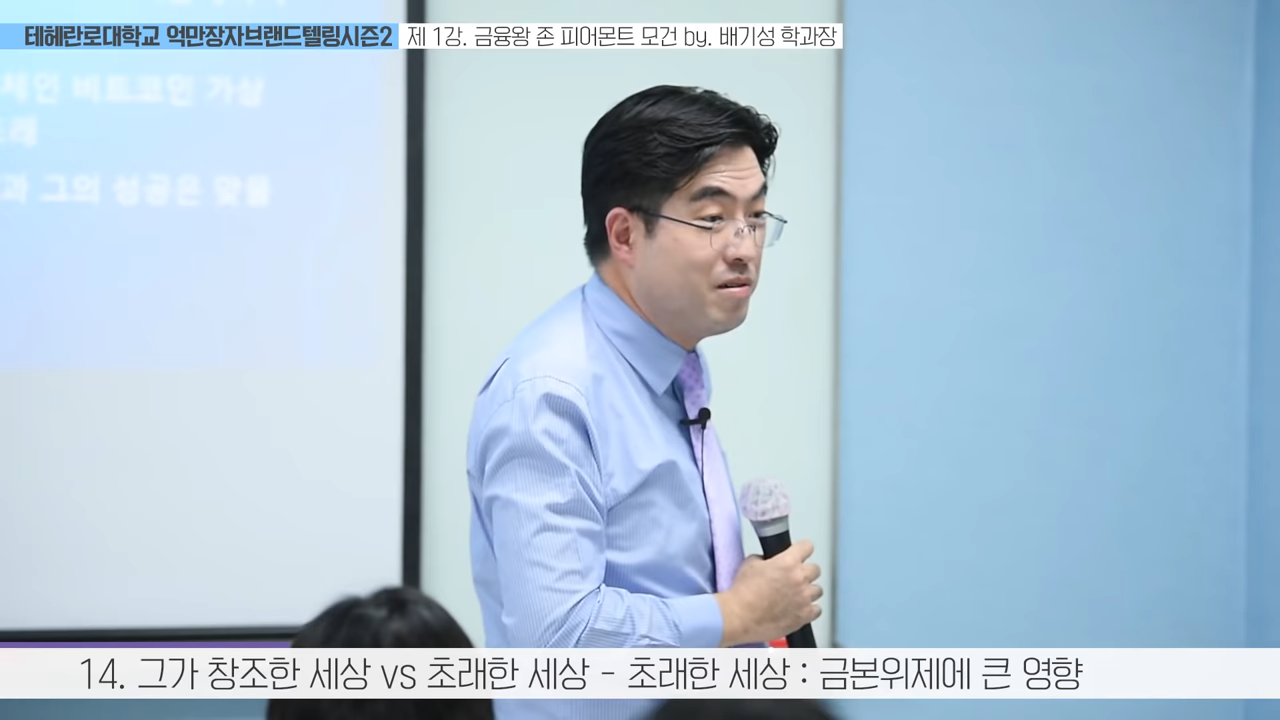 테헤란로대학교 억만장자브랜드텔링시즌2 제 1강. 금융왕 존 피어몬트 모건 by. 배기성 학과장
체인 비트코인 가상
과 그의 성공은 맞물
14. 그가 창조한 세상 vs 초래한 세상 - 초래한 세상 : 금본위제에 큰 영향